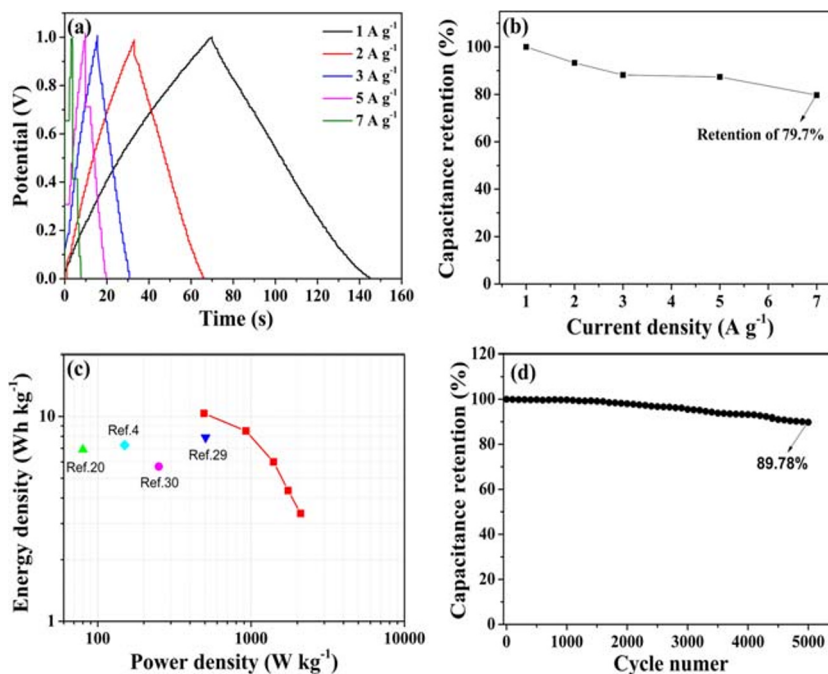 (a)
1 A g-1
2 A g-1
3 A g-1
5 A g-1
7 A g-1
1.0
0.8
0.6
0.4
0.2
0.0
Potential (V)
0 20 40 60 80 100 120 140 160
Time (s)
(b)
100
80
60
40
20
0
Capacitance retention (%)
Retention of 79.7%
1 2 3 4 5 6 7
Current density (A g-1)
(c)
10
1
Energy density (Wh kg-1)
Ref.4
Ref.20
Ref.30
Ref.29
100 1000 10000
Power density (W kg-1)
(d)
120
100
80
60
40
20
0
Capacitance retention (%)
89.78%
0 1000 2000 3000 4000 5000
Cycle numer